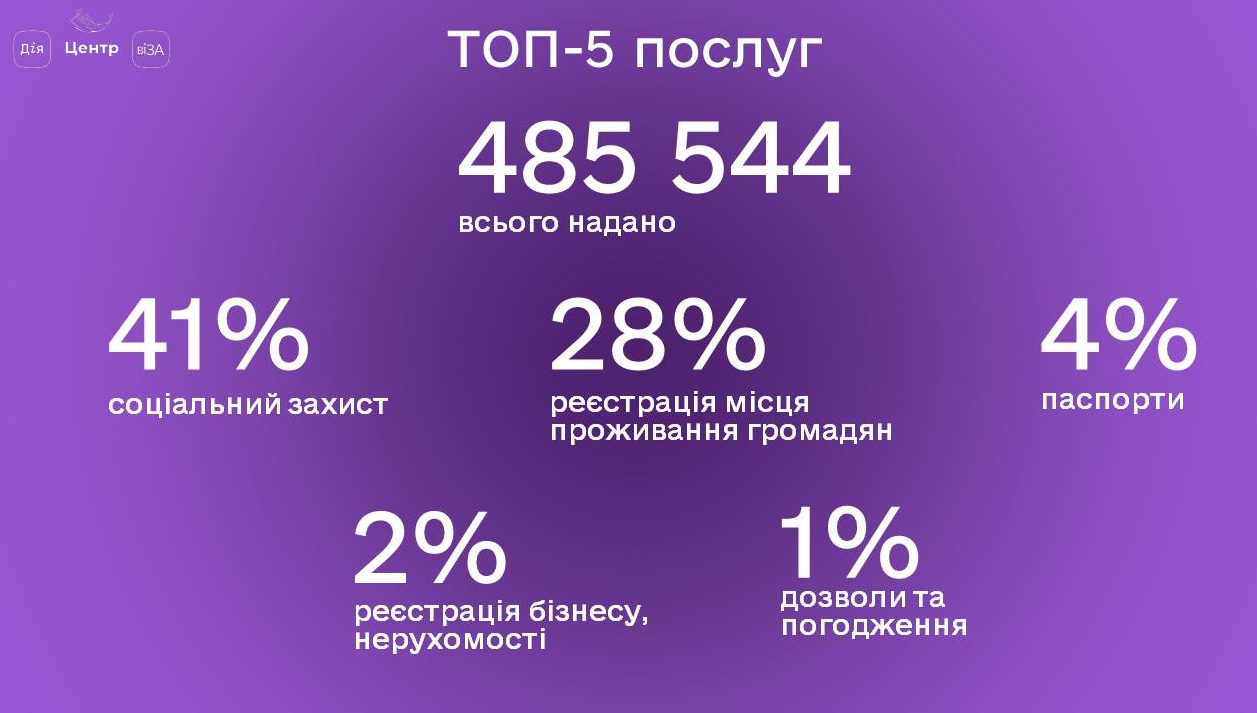 Дія Центр віЗА
ТОП-5 послуг
485 544
всього надано
41%
соціальний захист
28%
реєстрація місця
проживання громадян
4%
паспорти
2%
реєстрація бізнесу,
нерухомості
1%
дозволи та
погодження